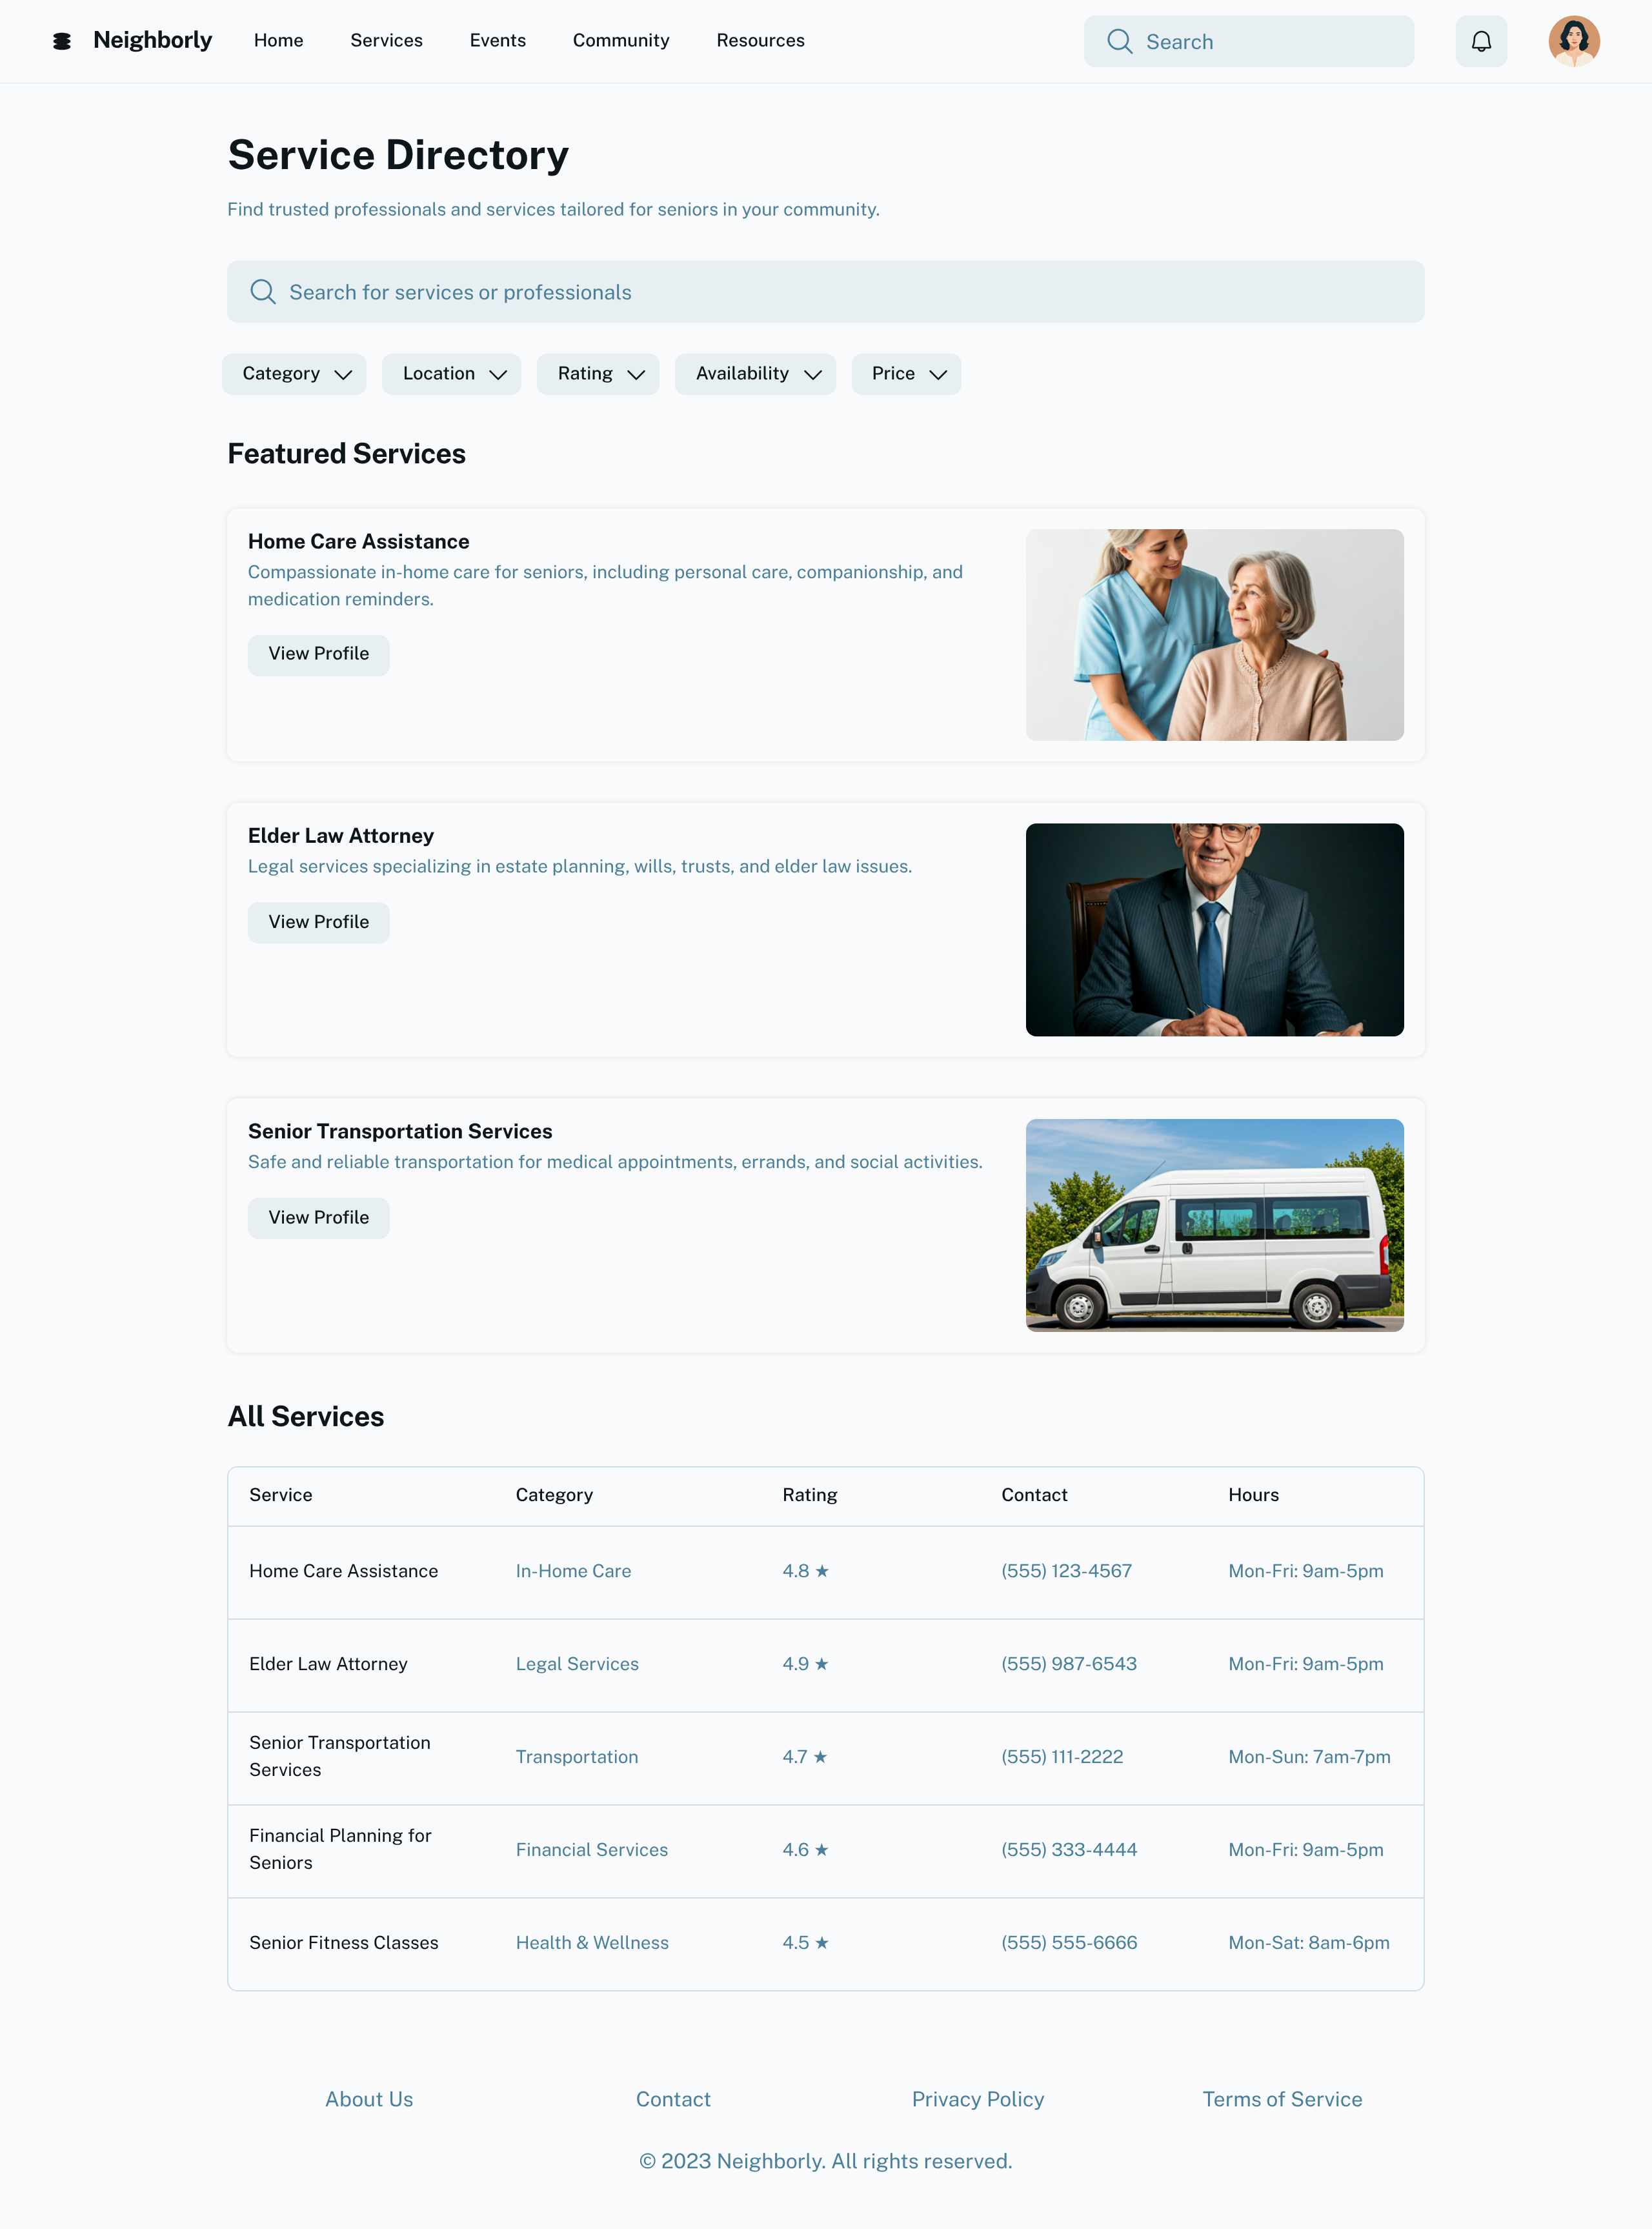 Neighborly
Home
Services
Events
Community
Resources
Search
Service Directory
Find trusted professionals and services tailored for seniors in your community.
Search for services or professionals
Category
Location
Rating
Availability
Price
Featured Services
Home Care Assistance
Compassionate in-home care for seniors, including personal care, companionship, and
medication reminders.
View Profile
Elder Law Attorney
Legal services specializing in estate planning, wills, trusts, and elder law issues.
View Profile
Senior Transportation Services
Safe and reliable transportation for medical appointments, errands, and social activities.
View Profile
All Services
Service Category Rating Contact Hours
Home Care Assistance In-Home Care 4.8 ★ (555) 123-4567 Mon-Fri: 9am-5pm
Elder Law Attorney Legal Services 4.9 ★ (555) 987-6543 Mon-Fri: 9am-5pm
Senior Transportation
Services
Transportation 4.7 ★ (555) 111-2222 Mon-Sun: 7am-7pm
Financial Planning for
Seniors
Financial Services 4.6 ★ (555) 333-4444 Mon-Fri: 9am-5pm
Senior Fitness Classes Health & Wellness 4.5 ★ (555) 555-6666 Mon-Sat: 8am-6pm
About Us
Contact
Privacy Policy
Terms of Service
© 2023 Neighborly. All rights reserved.